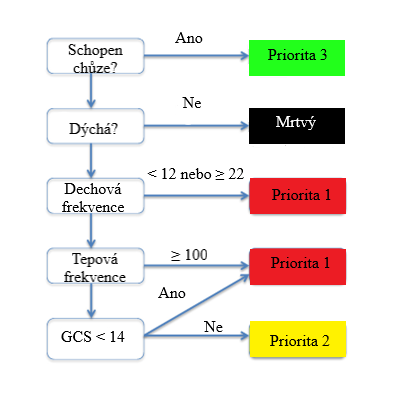 Schopen
chůze?
Ano
Priorita 3
Dýchá?
Ne
Mrtvý
Dechová
frekvence
< 12 nebo ≥ 22
Priorita 1
Tepová
frekvence
≥ 100
Priorita 1
Ano
GCS < 14
Ne
Priorita 2